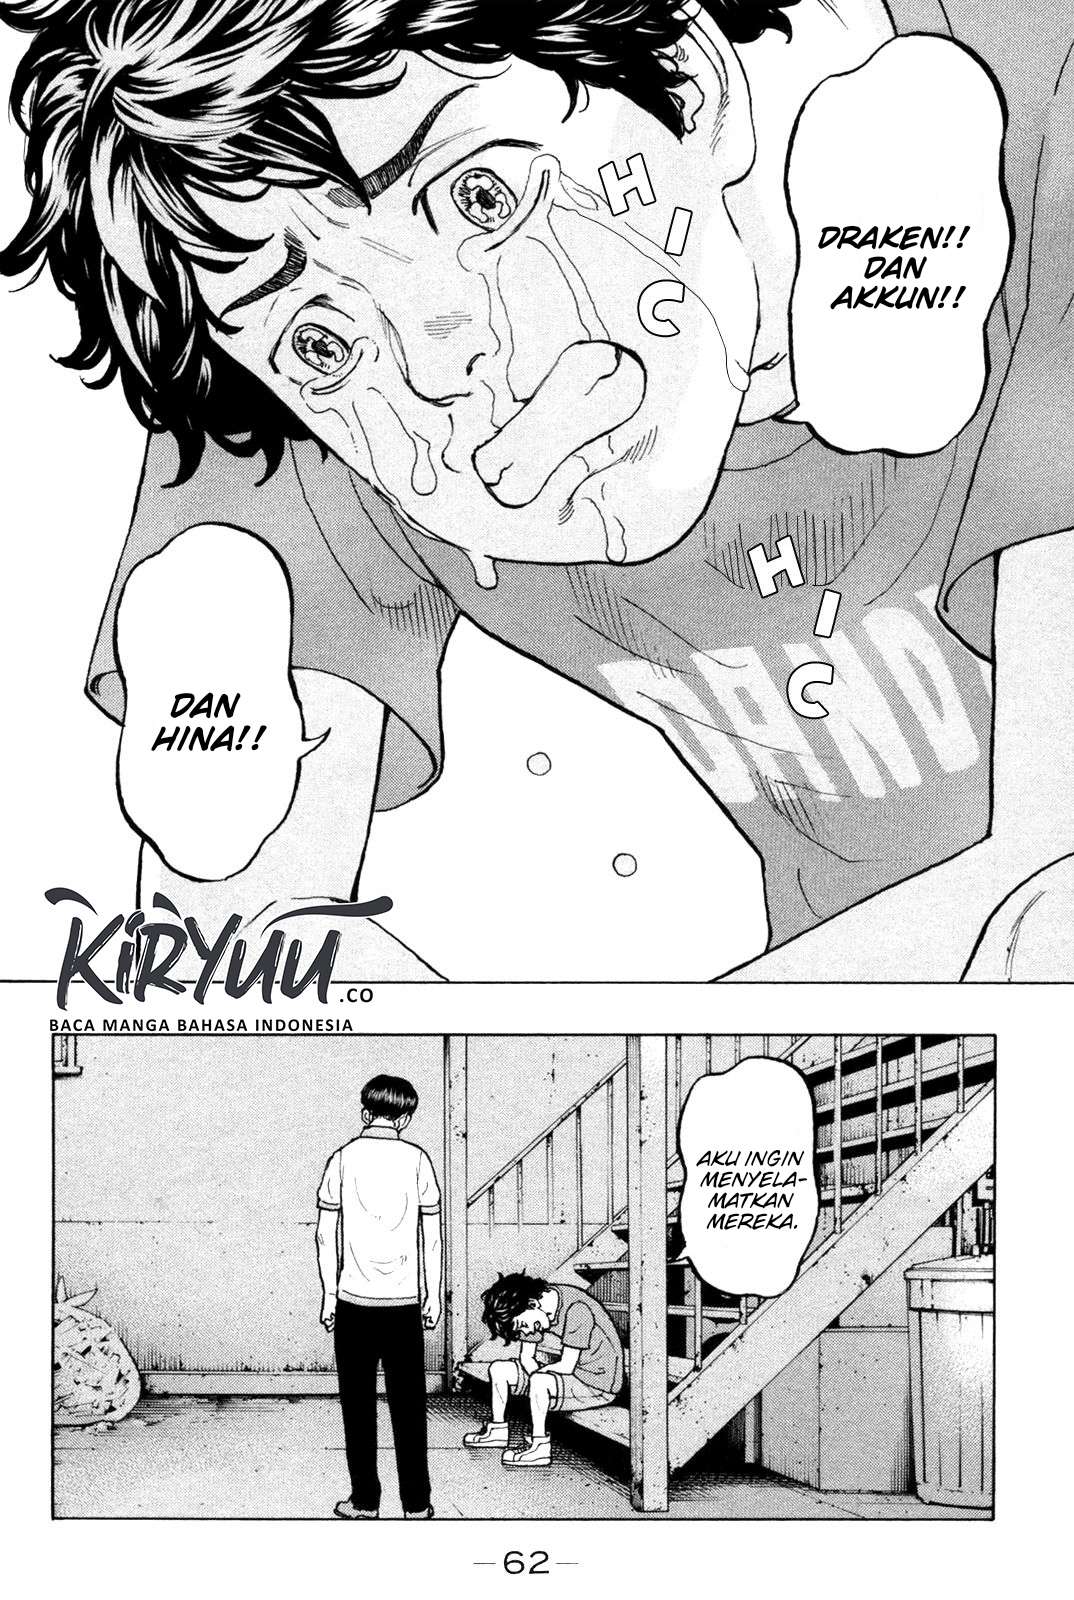 DRAKEN!!
DAN
AKKUN!!
HIC
HIC
DAND
DAN
HINA!!
KIRYUU
.CO
BACA MANGA BAHASA INDONESIA
AKU INGIN
MENYELA-
MATKAN
MEREKA.
—62—